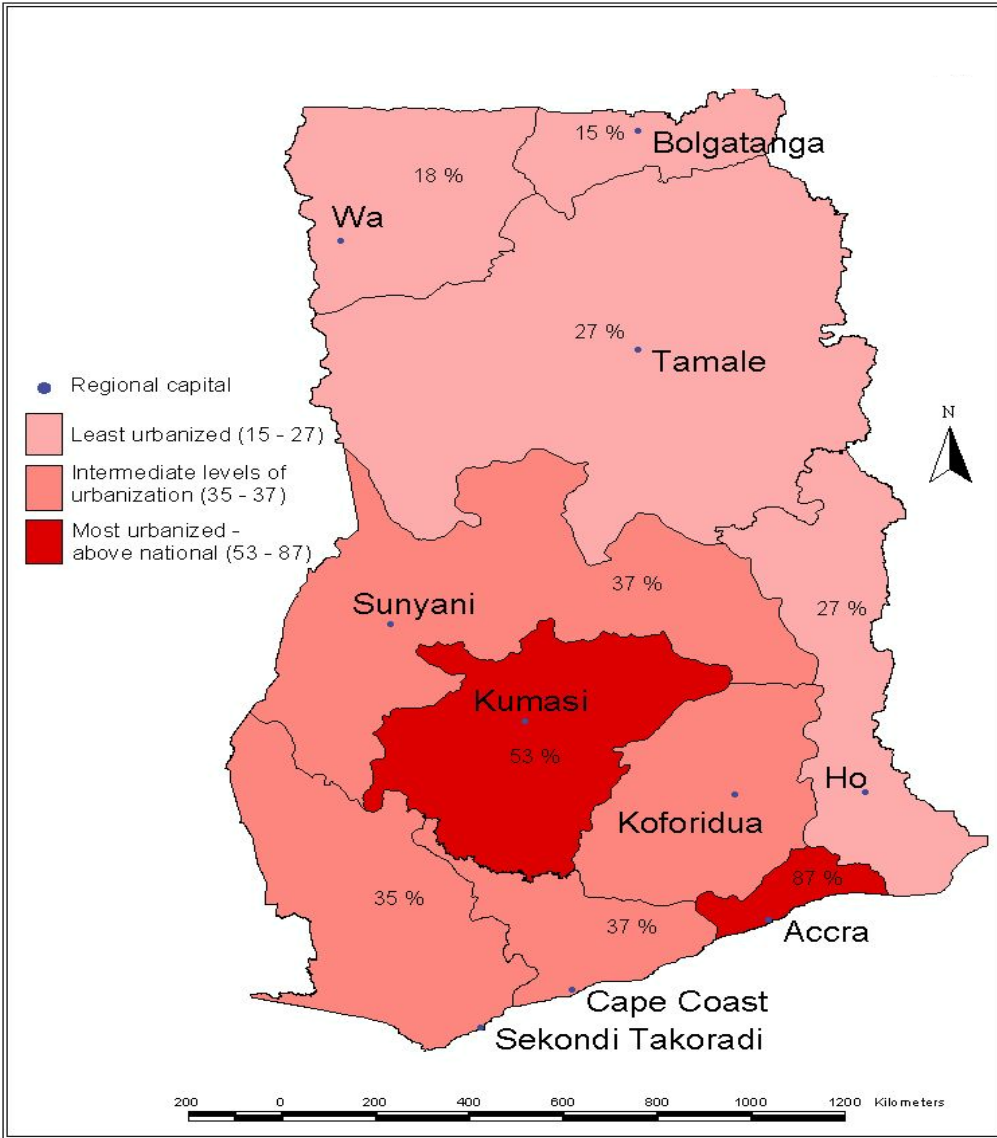 15 %
Bolgatanga
18 %
Wa
27 %
Tamale
Regional capital
Least urbanized (15 - 27)
Intermediate levels of
urbanization (35 - 37)
Most urbanized -
above national (53 - 87)
N
37 %
Sunyani
27 %
Kumasi
53 %
Ho
Koforidua
87 %
35 %
37 %
Accra
Cape Coast
Sekondi Takoradi
200 0 200 400 600 800 1000 1200 Kilometers